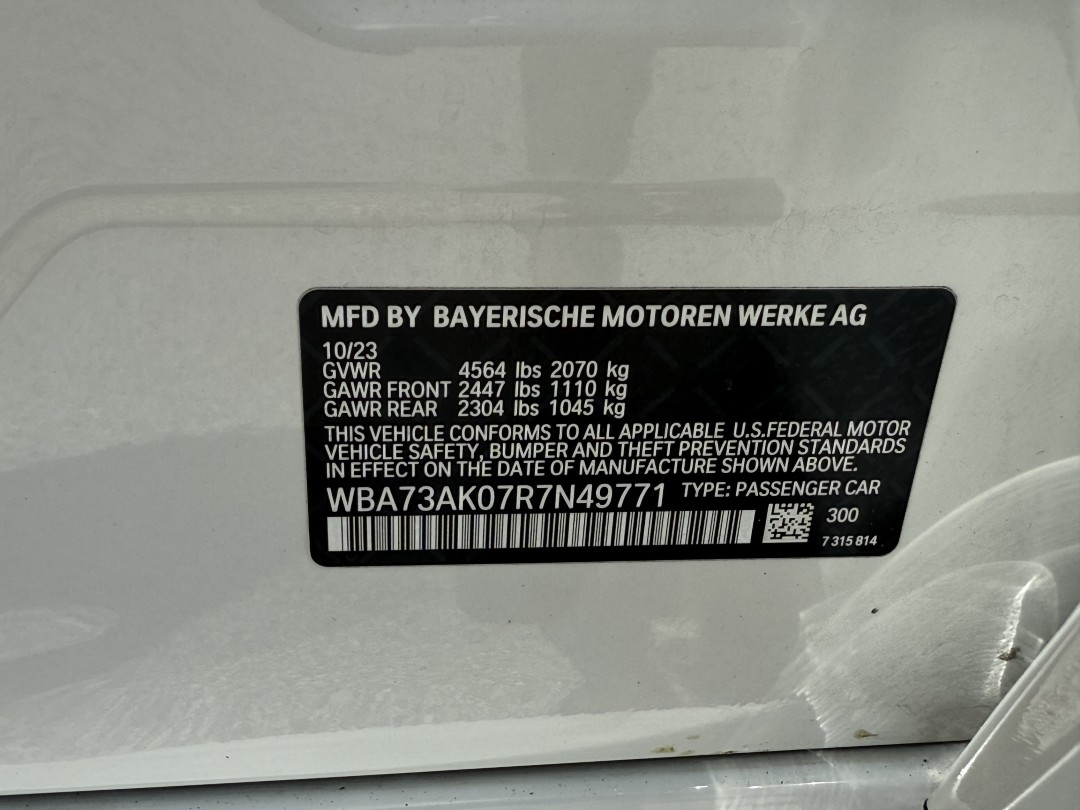 MFD BY BAYERISCHE MOTOREN WERKE AG
10/23
GVWR 4564 lbs 2070 kg
GAWR FRONT 2447 lbs 1110 kg
GAWR REAR 2304 lbs 1045 kg
THIS VEHICLE CONFORMS TO ALL APPLICABLE U.S.FEDERAL MOTOR
VEHICLE SAFETY, BUMPER AND THEFT PREVENTION STANDARDS
IN EFFECT ON THE DATE OF MANUFACTURE SHOWN ABOVE.
WBA73AK07R7N49771 TYPE: PASSENGER CAR
300
7 315 814